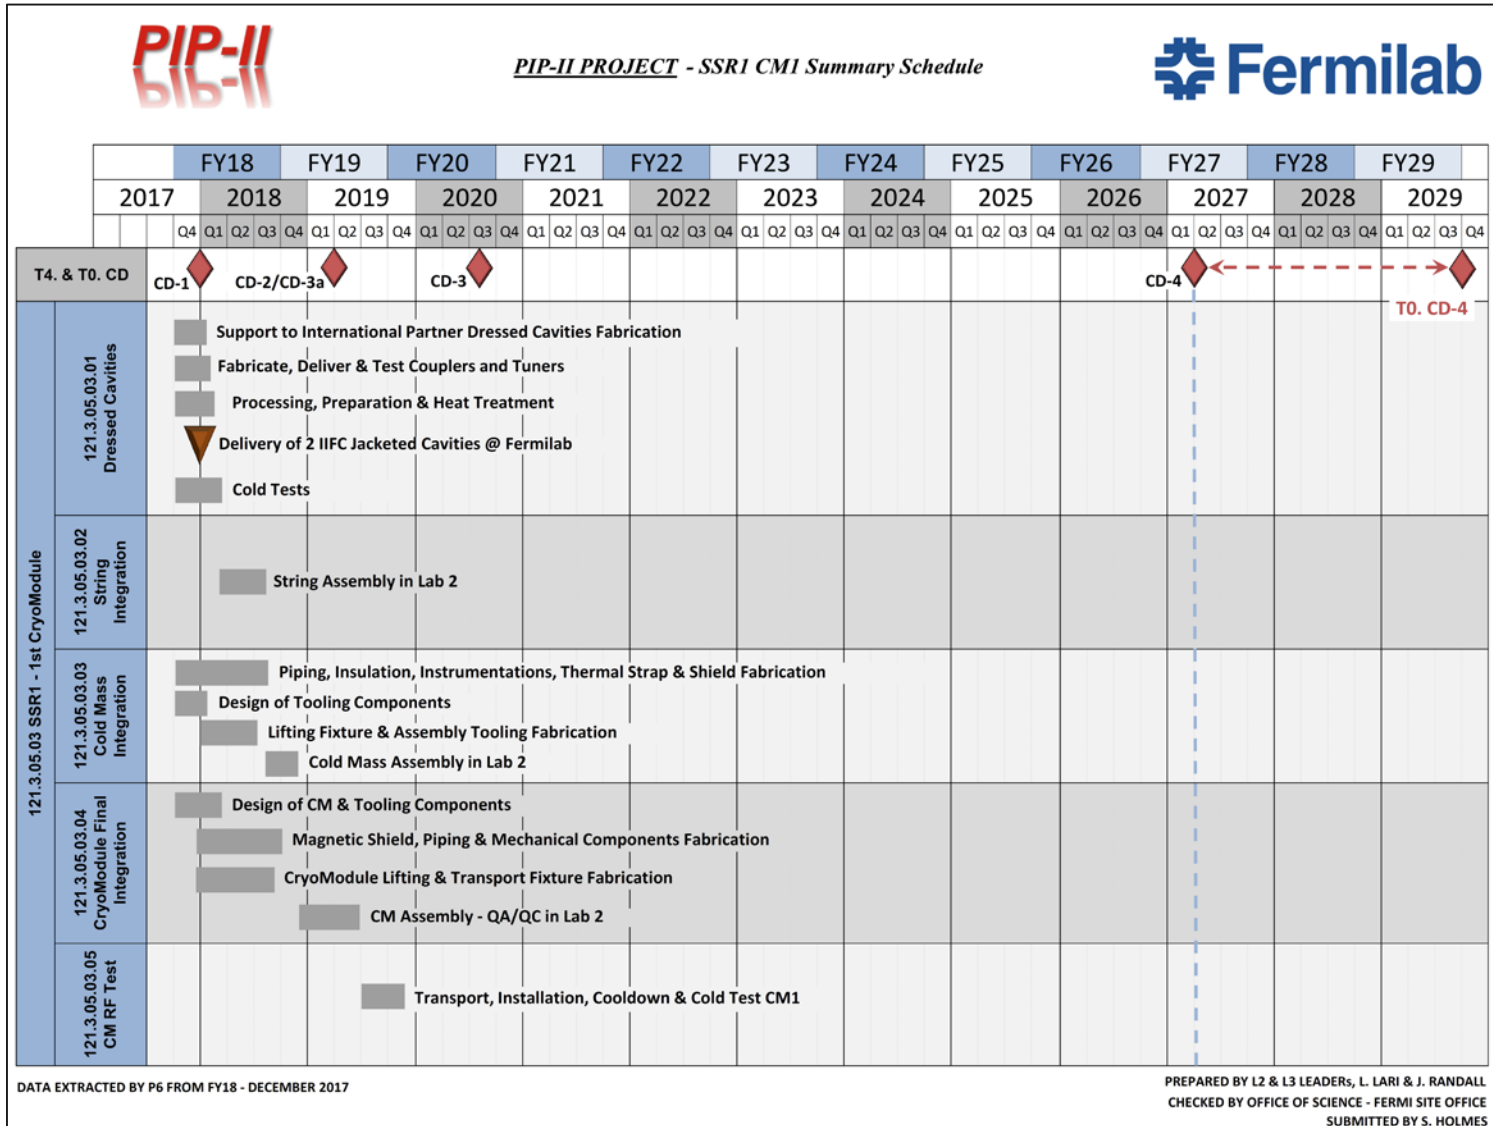 PIP-II
PIP-II PROJECT - SSR1 CM1 Summary Schedule
Fermilab
FY18 FY19 FY20 FY21 FY22 FY23 FY24 FY25 FY26 FY27 FY28 FY29
2017 2018 2019 2020 2021 2022 2023 2024 2025 2026 2027 2028 2029
Q4 Q1 Q2 Q3 Q4 Q1 Q2 Q3 Q4 Q1 Q2 Q3 Q4 Q1 Q2 Q3 Q4 Q1 Q2 Q3 Q4 Q1 Q2 Q3 Q4 Q1 Q2 Q3 Q4 Q1 Q2 Q3 Q4 Q1 Q2 Q3 Q4 Q1 Q2 Q3 Q4 Q1 Q2 Q3 Q4 Q1 Q2 Q3 Q4
T4. & T0. CD
CD-1
CD-2/CD-3a
CD-3
CD-4
T0. CD-4
121.3.05.03 SSR1 - 1st CryoModule
121.3.05.03.01
Dressed Cavities
Support to International Partner Dressed Cavities Fabrication
Fabricate, Deliver & Test Couplers and Tuners
Processing, Preparation & Heat Treatment
Delivery of 2 IIFC Jacketed Cavities @ Fermilab
Cold Tests
121.3.05.03.02
String
Integration
String Assembly in Lab 2
121.3.05.03.03
Cold Mass
Integration
Piping, Insulation, Instrumentations, Thermal Strap & Shield Fabrication
Design of Tooling Components
Lifting Fixture & Assembly Tooling Fabrication
Cold Mass Assembly in Lab 2
121.3.05.03.04
CryoModule Final
Integration
Design of CM & Tooling Components
Magnetic Shield, Piping & Mechanical Components Fabrication
CryoModule Lifting & Transport Fixture Fabrication
CM Assembly - QA/QC in Lab 2
121.3.05.03.05
CM RF Test
Transport, Installation, Cooldown & Cold Test CM1
DATA EXTRACTED BY P6 FROM FY18 - DECEMBER 2017
PREPARED BY L2 & L3 LEADERs, L. LARI & J. RANDALL
CHECKED BY OFFICE OF SCIENCE - FERMI SITE OFFICE
SUBMITTED BY S. HOLMES